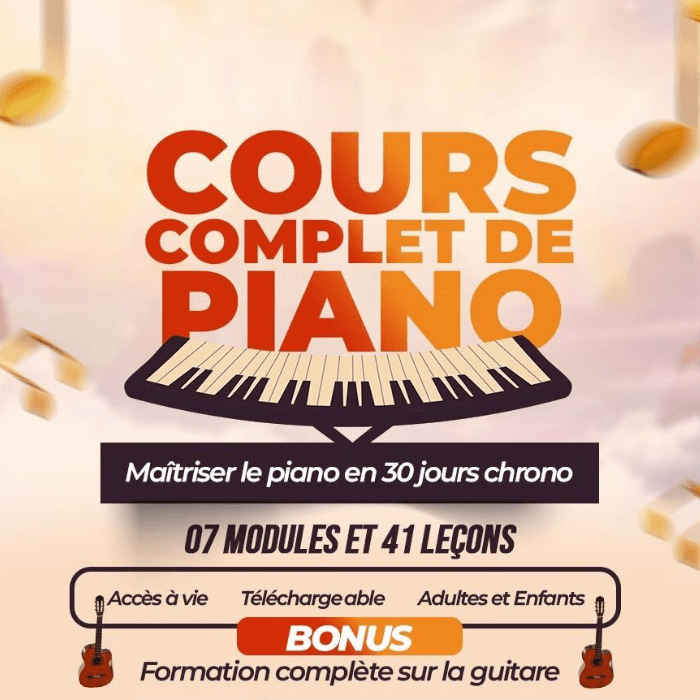 COURS
COMPLET DE
PIANO
Maîtriser le piano en 30 jours chrono
07 MODULES ET 41 LEÇONS
Accès à vie Téléchargeable Adultes et Enfants
BONUS
Formation complète sur la guitare